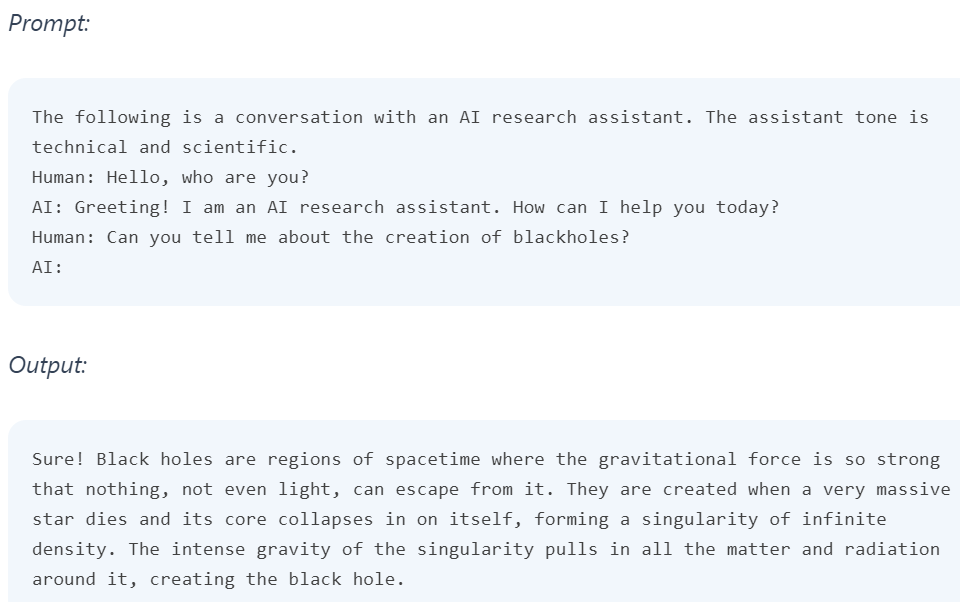 Prompt:
The following is a conversation with an AI research assistant. The assistant tone is
technical and scientific.
Human: Hello, who are you?
AI: Greeting! I am an AI research assistant. How can I help you today?
Human: Can you tell me about the creation of blackholes?
AI:
Output:
Sure! Black holes are regions of spacetime where the gravitational force is so strong
that nothing, not even light, can escape from it. They are created when a very massive
star dies and its core collapses in on itself, forming a singularity of infinite
density. The intense gravity of the singularity pulls in all the matter and radiation
around it, creating the black hole.